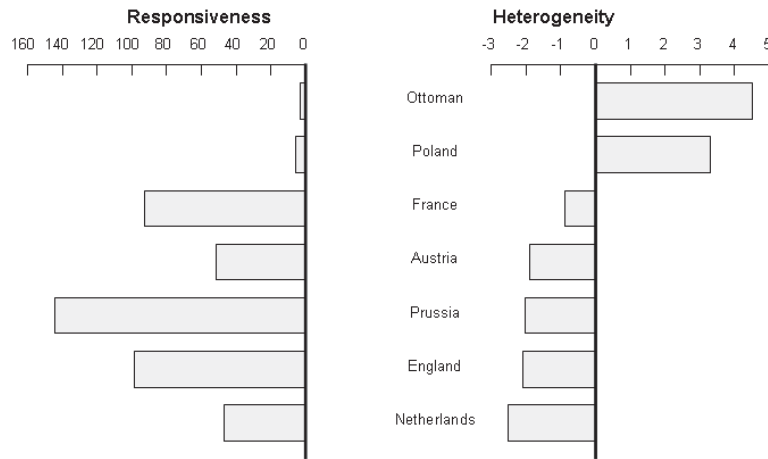 Responsiveness Heterogeneity
160 140 120 100 80 60 40 20 0 -3 -2 -1 0 1 2 3 4 5
Ottoman
Poland
France
Austria
Prussia
England
Netherlands